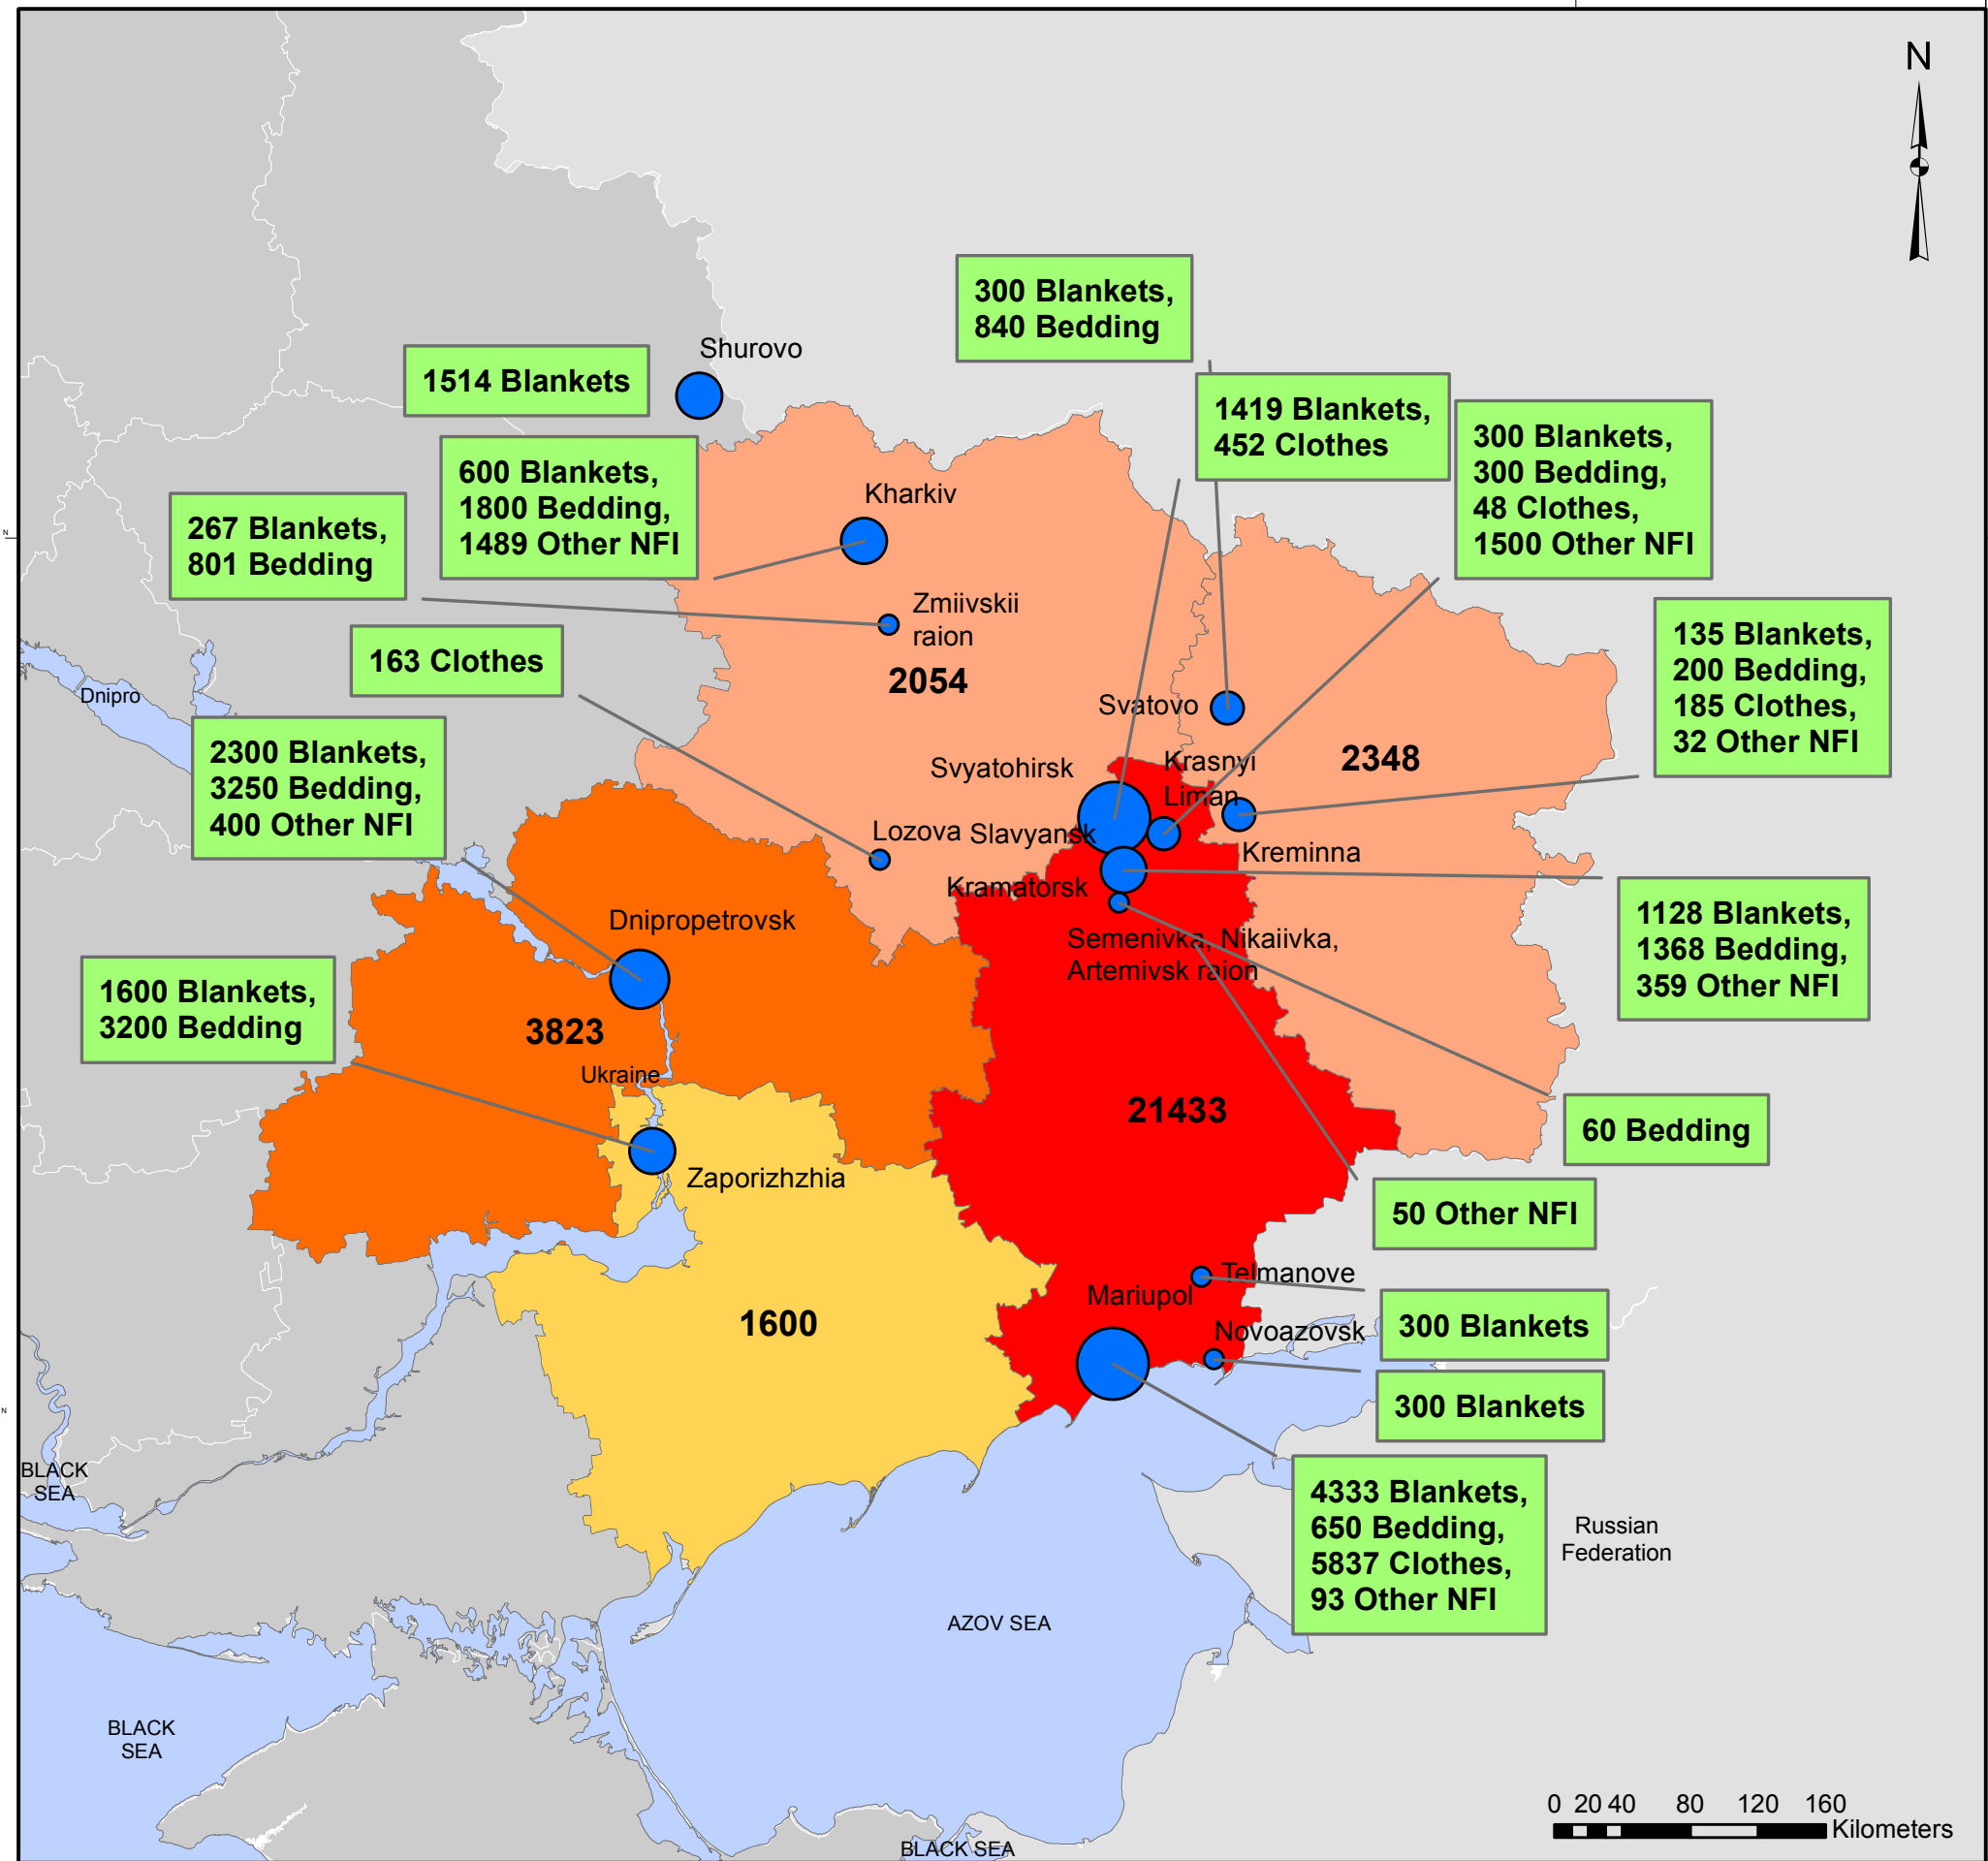 N
300 Blankets,
840 Bedding
Shurovo
1514 Blankets
1419 Blankets,
452 Clothes
300 Blankets,
300 Bedding,
48 Clothes,
1500 Other NFI
600 Blankets,
1800 Bedding,
1489 Other NFI
Kharkiv
267 Blankets,
801 Bedding
N
Zmiivskii
raion
2054
163 Clothes
135 Blankets,
200 Bedding,
185 Clothes,
32 Other NFI
Dnipro
Svatovo
2300 Blankets,
3250 Bedding,
400 Other NFI
Svyatohirsk
Krasnyi
Liman
2348
Lozova
Slavyansk
Kreminna
Kramatorsk
Dnipropetrovsk
Semenivka, Nikaiivka,
Artemivsk raion
1128 Blankets,
1368 Bedding,
359 Other NFI
1600 Blankets,
3200 Bedding
3823
Ukraine
21433
60 Bedding
Zaporizhzhia
50 Other NFI
Telmanove
Mariupol
1600
Novoazovsk
300 Blankets
300 Blankets
N
BLACK
SEA
4333 Blankets,
650 Bedding,
5837 Clothes,
93 Other NFI
Russian
Federation
AZOV SEA
BLACK
SEA
0 20 40 80 120 160
Kilometers
BLACK SEA